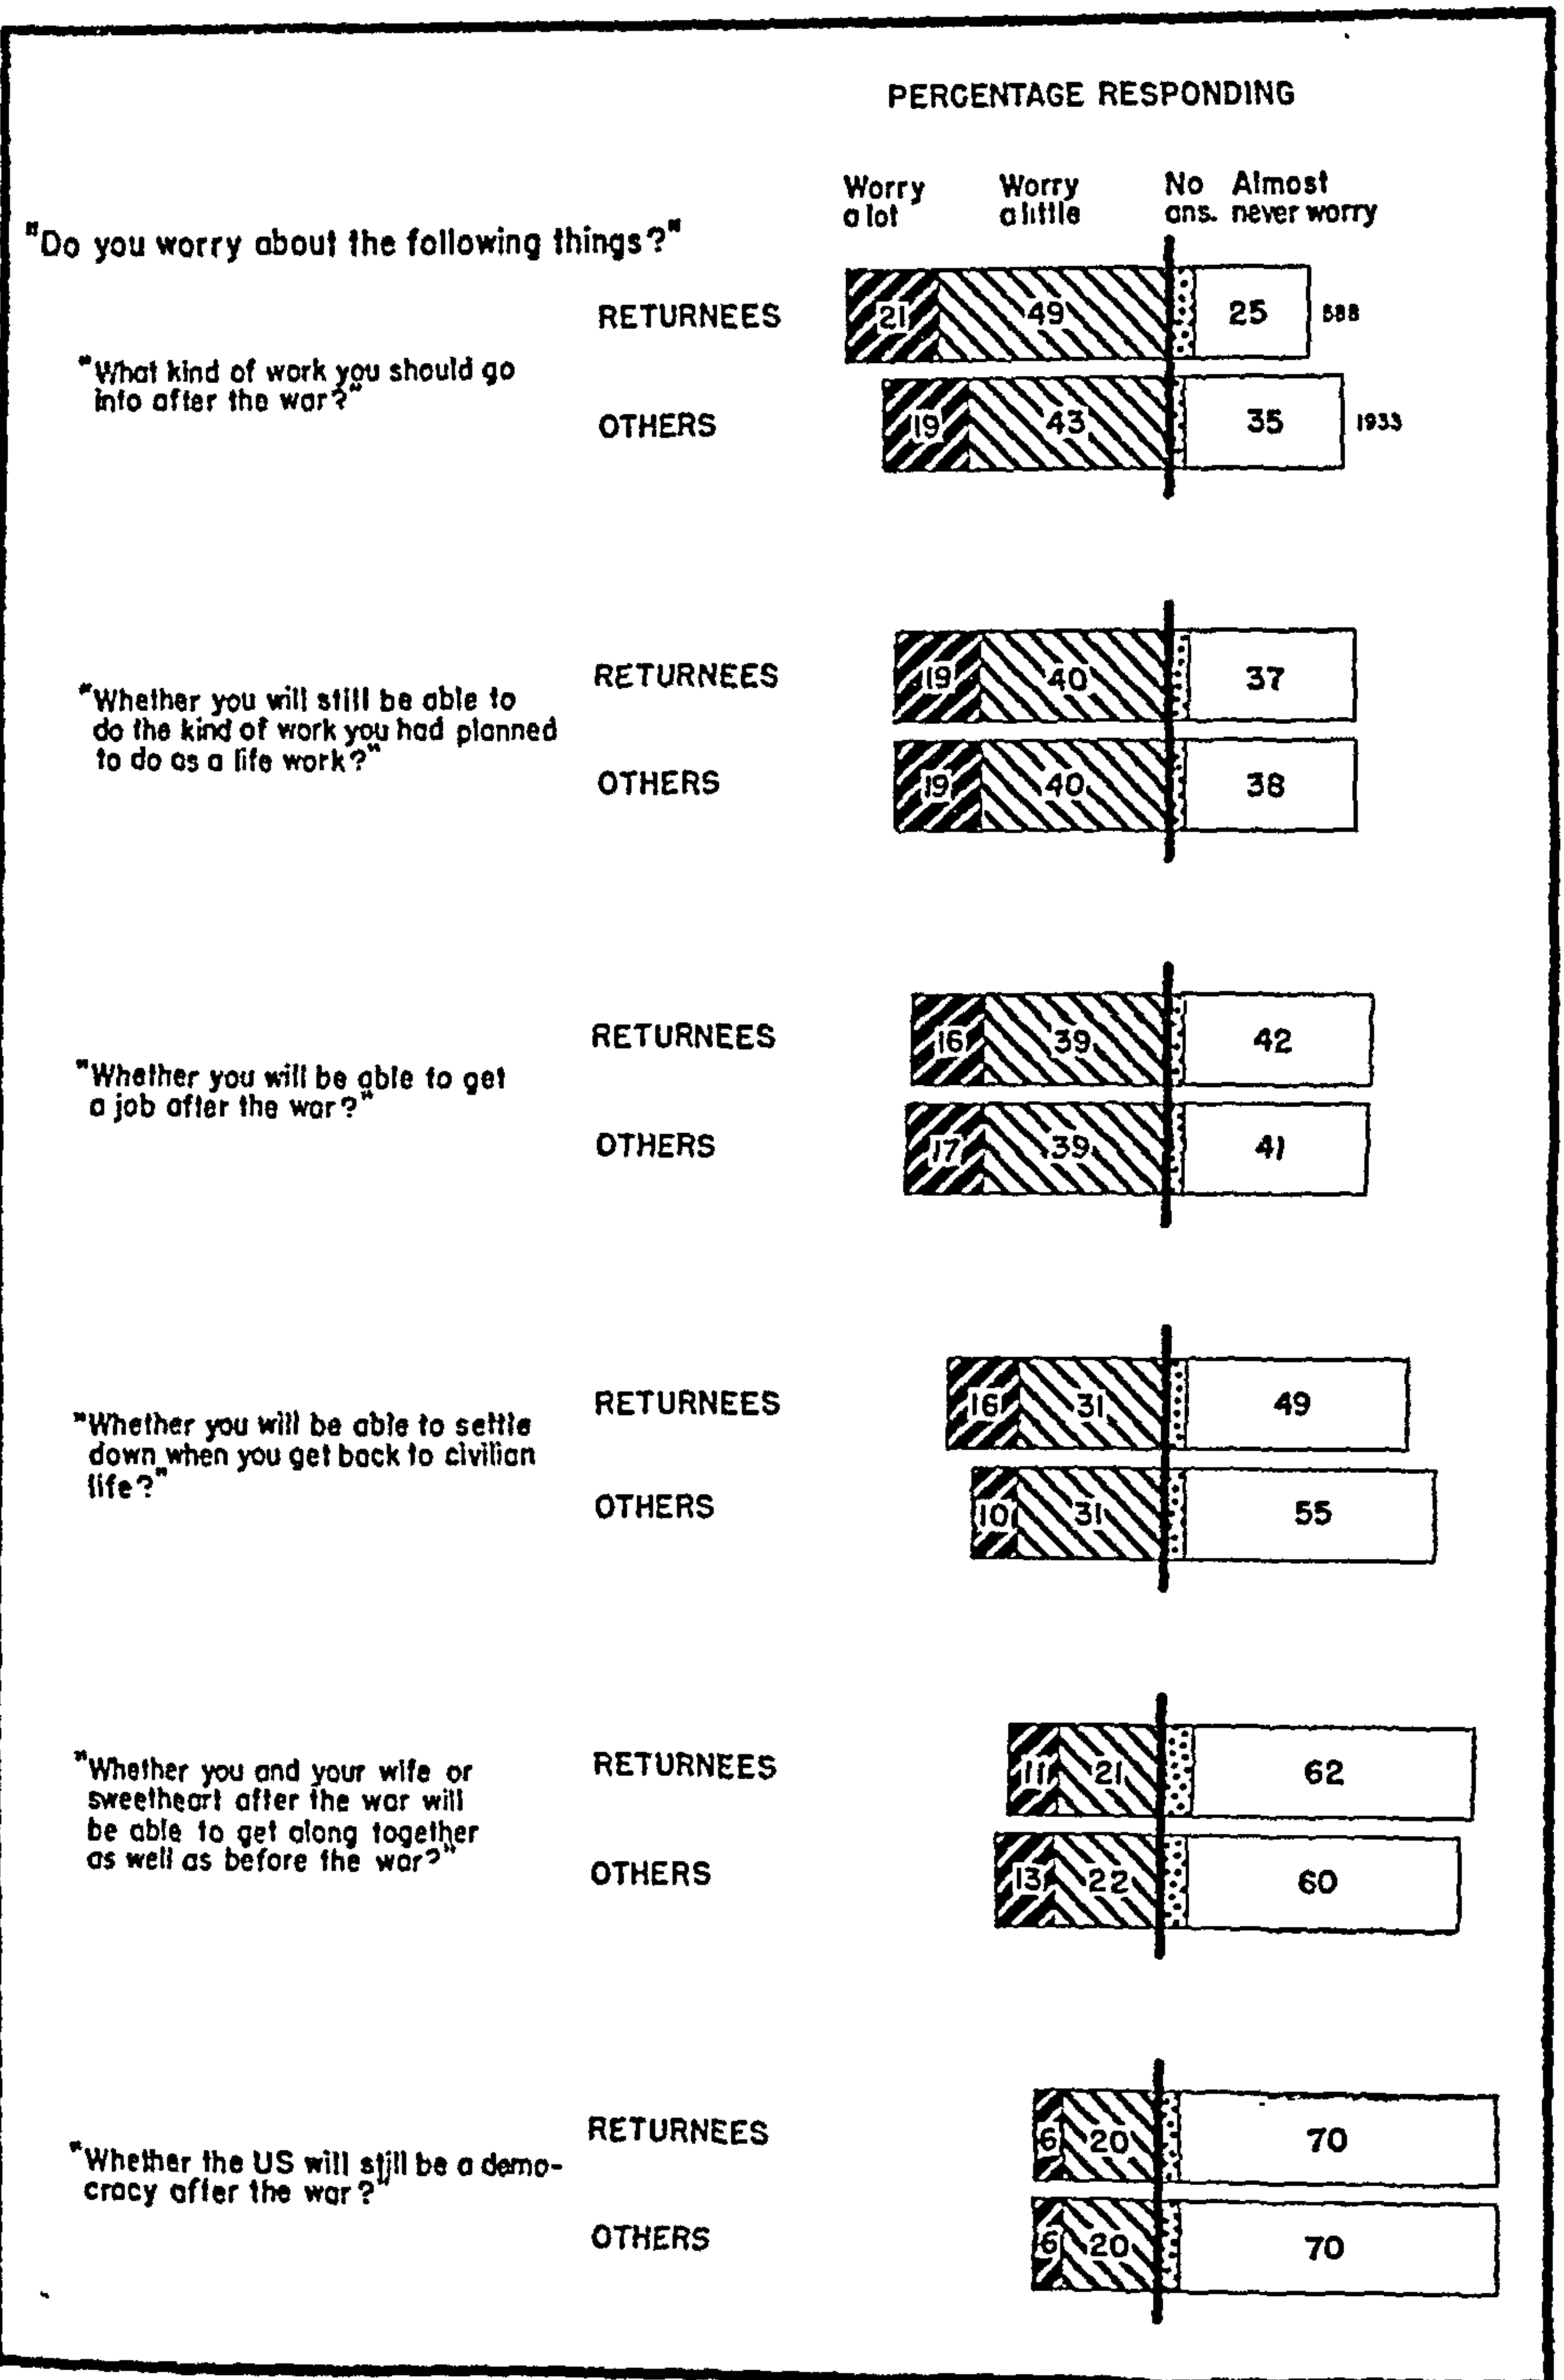 PERCENTAGE RESPONDING
Worry a lot
Worry a little
No ans.
Almost never worry
"Do you worry about the following things?"
"What kind of work you should go
into after the war?"
RETURNEES
21 49 25
OTHERS
19 43 35 1933
"Whether you will still be able to
do the kind of work you had planned
to do as a life work?"
RETURNEES
19 40 37
OTHERS
19 40 38
"Whether you will be able to get
a job after the war?"
RETURNEES
16 39 42
OTHERS
17 39 41
"Whether you will be able to settle
down when you get back to civilian
life?"
RETURNEES
16 31 49
OTHERS
10 31 55
"Whether you and your wife or
sweetheart after the war will
be able to get along together
as well as before the war?"
RETURNEES
11 21 62
OTHERS
13 22 60
"Whether the US will still be a demo-
cracy after the war?"
RETURNEES
6 20 70
OTHERS
6 20 70